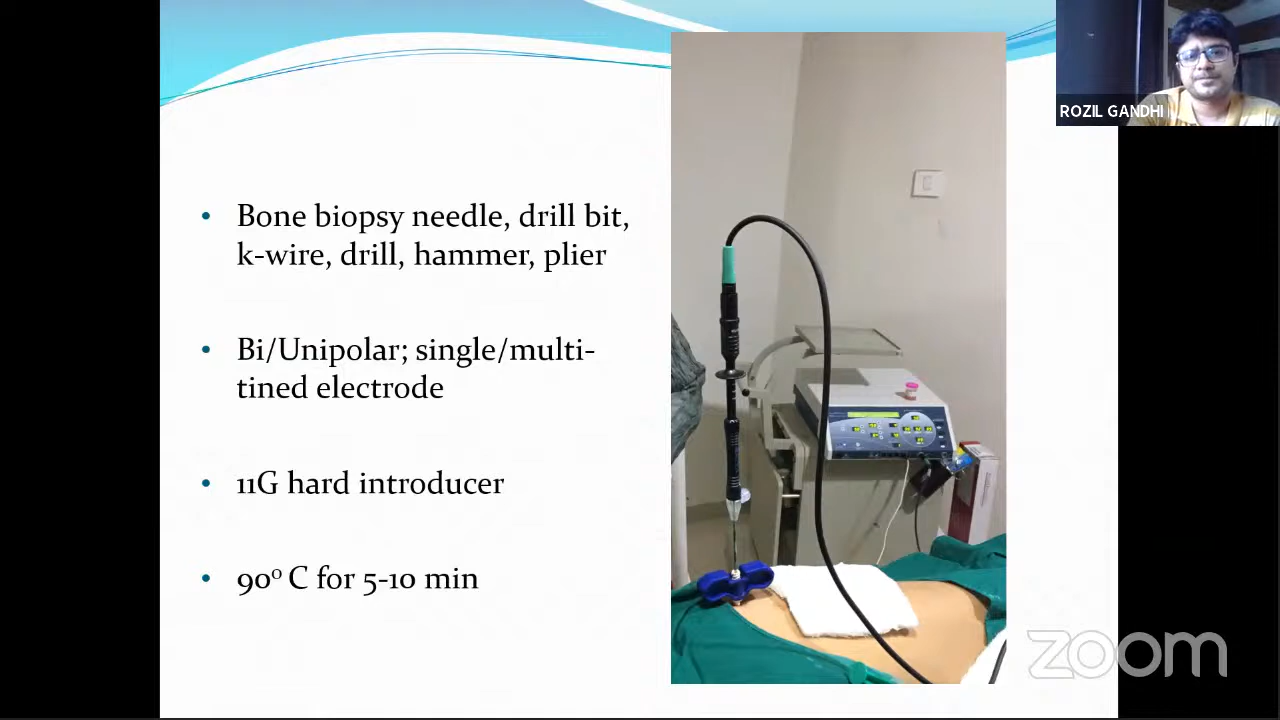 ROZIL GANDHI
• Bone biopsy needle, drill bit,
k-wire, drill, hammer, plier
• Bi/Unipolar; single/multi-
tined electrode
• 11G hard introducer
• 90⁰ C for 5-10 min
zoom